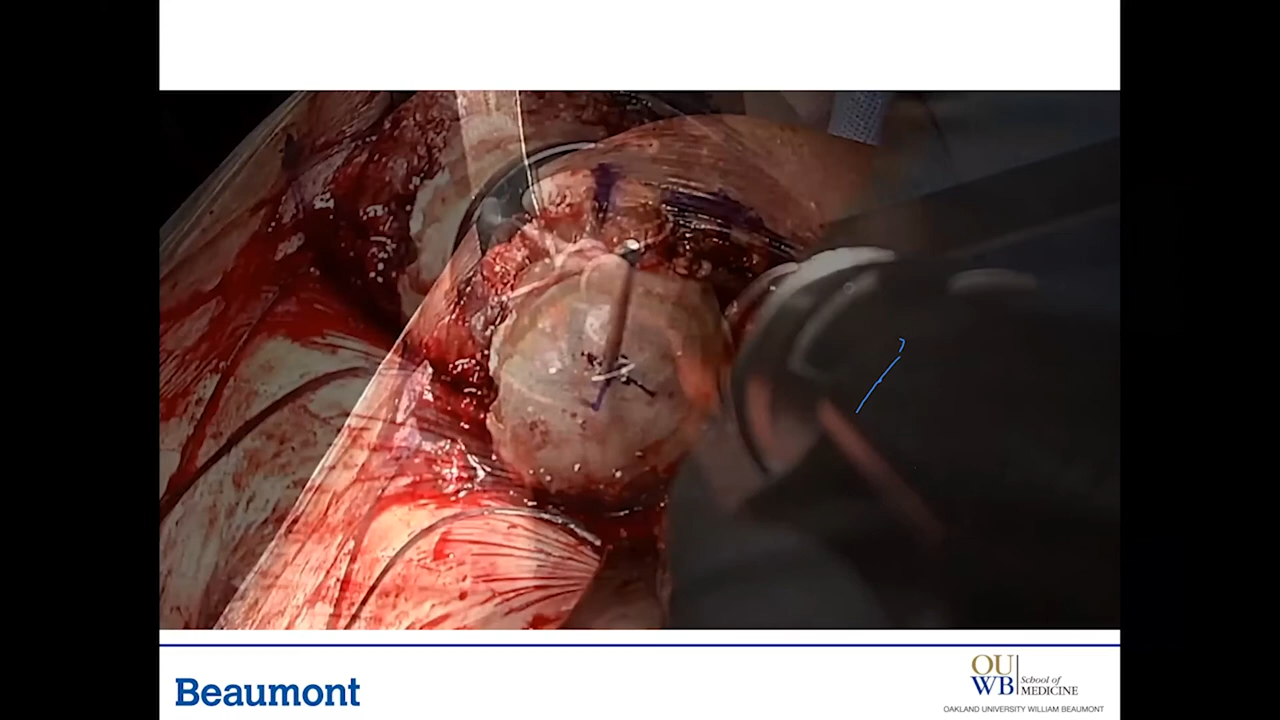 Beaumont
OU
WB
School of
MEDICINE
OAKLAND UNIVERSITY WILLIAM BEAUMONT